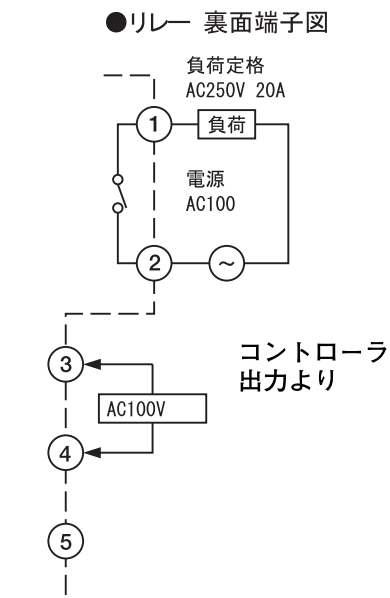 ●リレー 裏面端子図
負荷定格
AC250V 20A
1
負荷
電源
AC100
2
～
3
コントローラ
出力より
AC100V
4
5